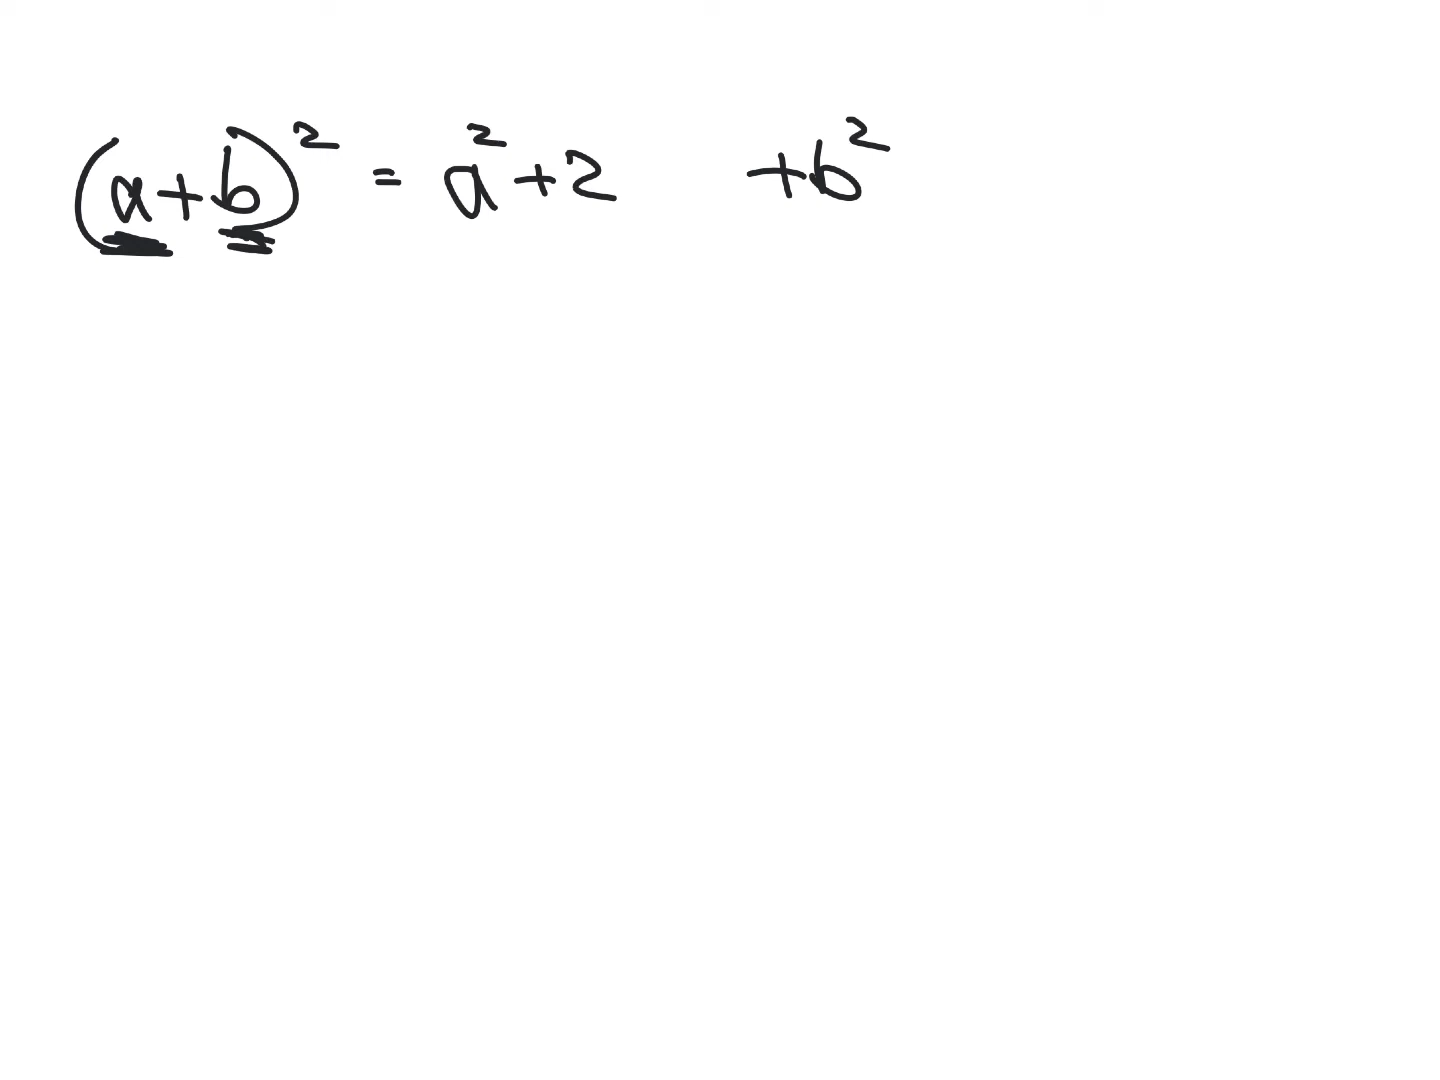 (a+b)² = a²+2 +b²